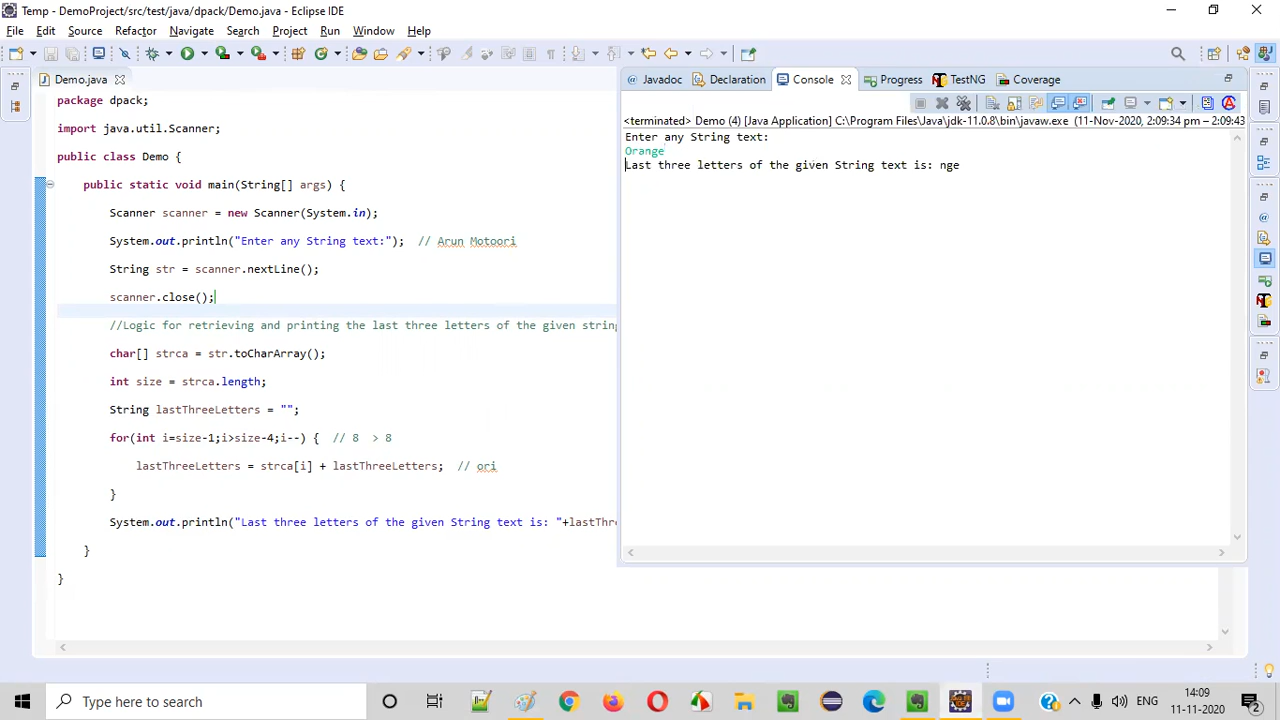 Temp - DemoProject/src/test/java/dpack/Demo.java - Eclipse IDE
File Edit Source Refactor Navigate Search Project Run Window Help
Demo.java
package dpack;
import java.util.Scanner;
public class Demo {
public static void main(String[] args) {
Scanner scanner = new Scanner(System.in);
System.out.println("Enter any String text:"); // Arun Motoori
String str = scanner.nextLine();
scanner.close();
//Logic for retrieving and printing the last three letters of the given string
char[] strca = str.toCharArray();
int size = strca.length;
String lastThreeLetters = "";
for(int i=size-1;i>size-4;i--) { // 8 > 8
lastThreeLetters = strca[i] + lastThreeLetters; // ori
}
System.out.println("Last three letters of the given String text is: "+lastThr
}
}
Javadoc Declaration Console Progress TestNG Coverage
<terminated> Demo (4) [Java Application] C:\Program Files\Java\jdk-11.0.8\bin\javaw.exe (11-Nov-2020, 2:09:34 pm – 2:09:43
Enter any String text:
Orange
Last three letters of the given String text is: nge
Type here to search
ENG
14:09
11-11-2020
2